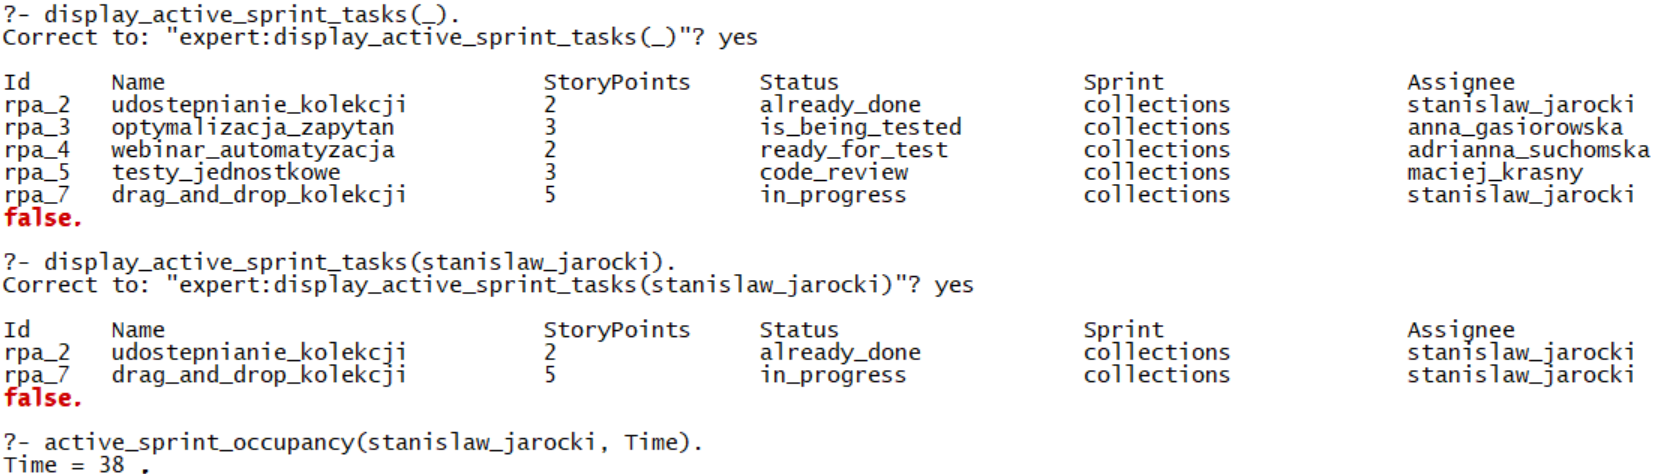 ?- display_active_sprint_tasks(_).
Correct to: "expert:display_active_sprint_tasks(_)"? yes
Id Name StoryPoints Status Sprint Assignee
rpa_2 udostepnianie_kolekcji 2 already_done collections stanislaw_jarocki
rpa_3 optymalizacja_zapytan 3 is_being_tested collections anna_gasiorowska
rpa_4 webinar_automatyzacja 2 ready_for_test collections adrianna_suchomska
rpa_5 testy_jednostkowe 3 code_review collections maciej_krasny
rpa_7 drag_and_drop_kolekcji 5 in_progress collections stanislaw_jarocki
false.
?- display_active_sprint_tasks(stanislaw_jarocki).
Correct to: "expert:display_active_sprint_tasks(stanislaw_jarocki)"? yes
Id Name StoryPoints Status Sprint Assignee
rpa_2 udostepnianie_kolekcji 2 already_done collections stanislaw_jarocki
rpa_7 drag_and_drop_kolekcji 5 in_progress collections stanislaw_jarocki
false.
?- active_sprint_occupancy(stanislaw_jarocki, Time).
Time = 38 .